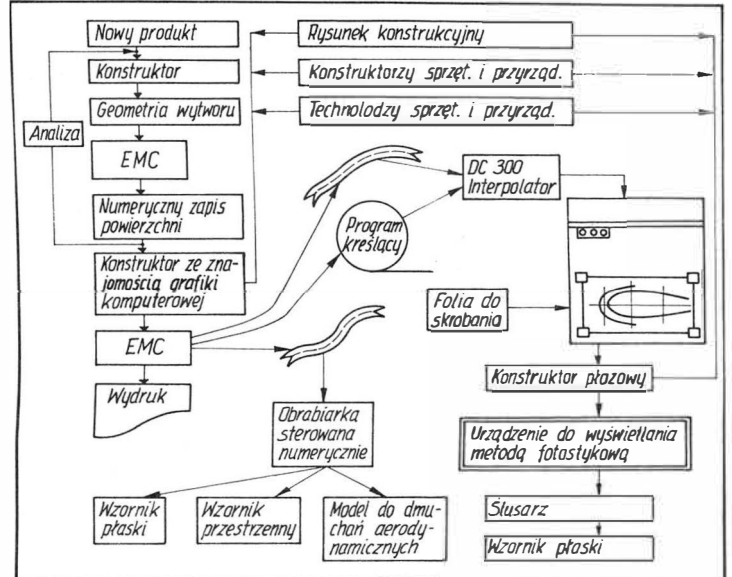 Nowy produkt
Konstruktor
Geometria wytworu
Analiza
EMC
Numeryczny zapis
powierzchni
Konstruktor ze zna-
jomością grafiki
komputerowej
EMC
Wydruk
Rysunek konstrukcyjny
Konstruktorzy sprzęt. i przyrząd.
Technolodzy sprzęt. i przyrząd.
DC 300
Interpolator
Program
kreślący
Folia do
skrobania
Konstruktor płazowy
Urządzenie do wyświetlania
metodą fotostykową
Ślusarz
Wzornik płaski
Obrabiarka
sterowana
numerycznie
Wzornik
płaski
Wzornik
przestrzenny
Model do dmu-
chań aerody-
namicznych